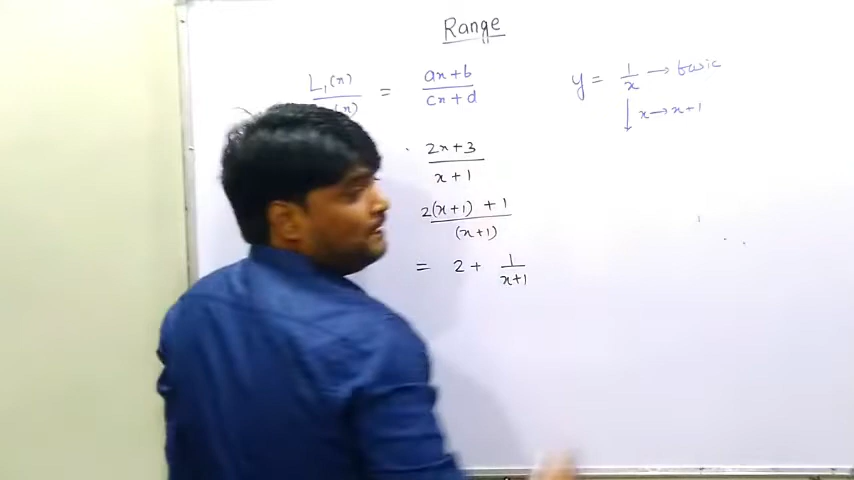 Range
L₁(x) / (x) = ax+b / cx+d
2x+3 / x+1
2(x+1) +1 / (x+1)
= 2+ 1 / x+1
y = 1/x → basic
↓ x→x+1